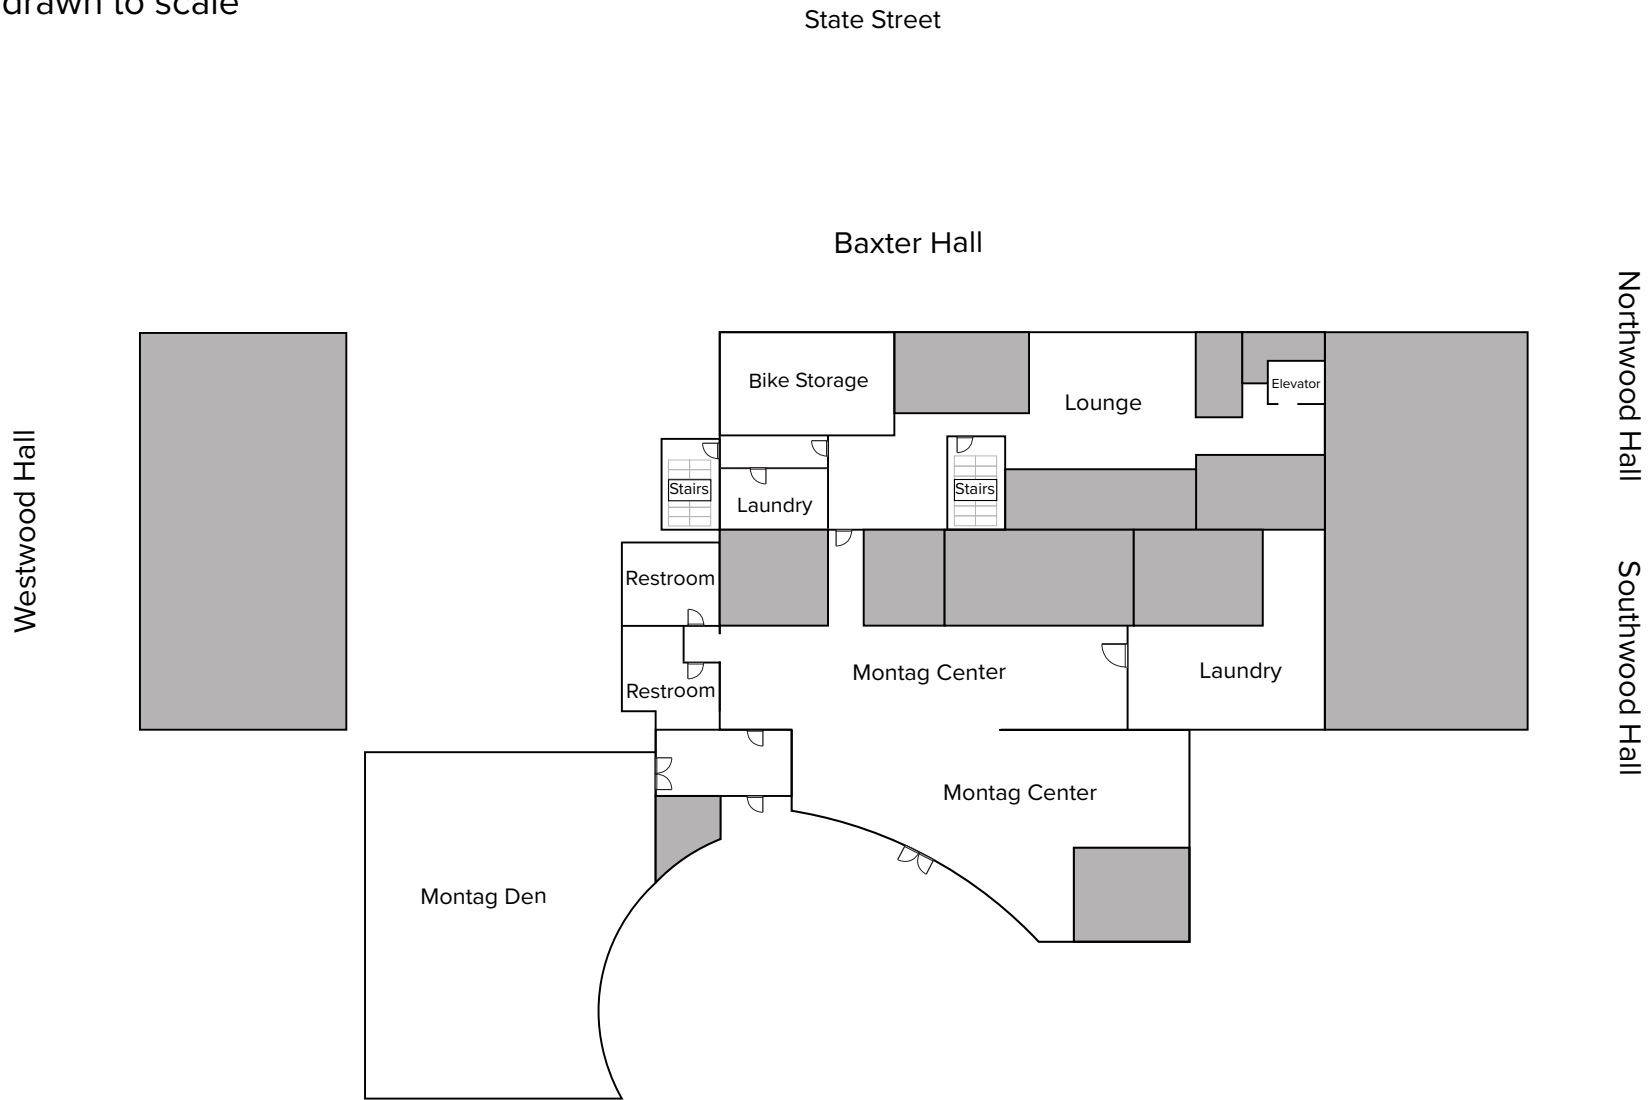 drawn to scale
State Street
Baxter Hall
Northwood Hall
Bike Storage
Elevator
Lounge
Westwood Hall
Stairs
Stairs
Laundry
Restroom
Southwood Hall
Montag Center
Laundry
Restroom
Montag Center
Montag Den